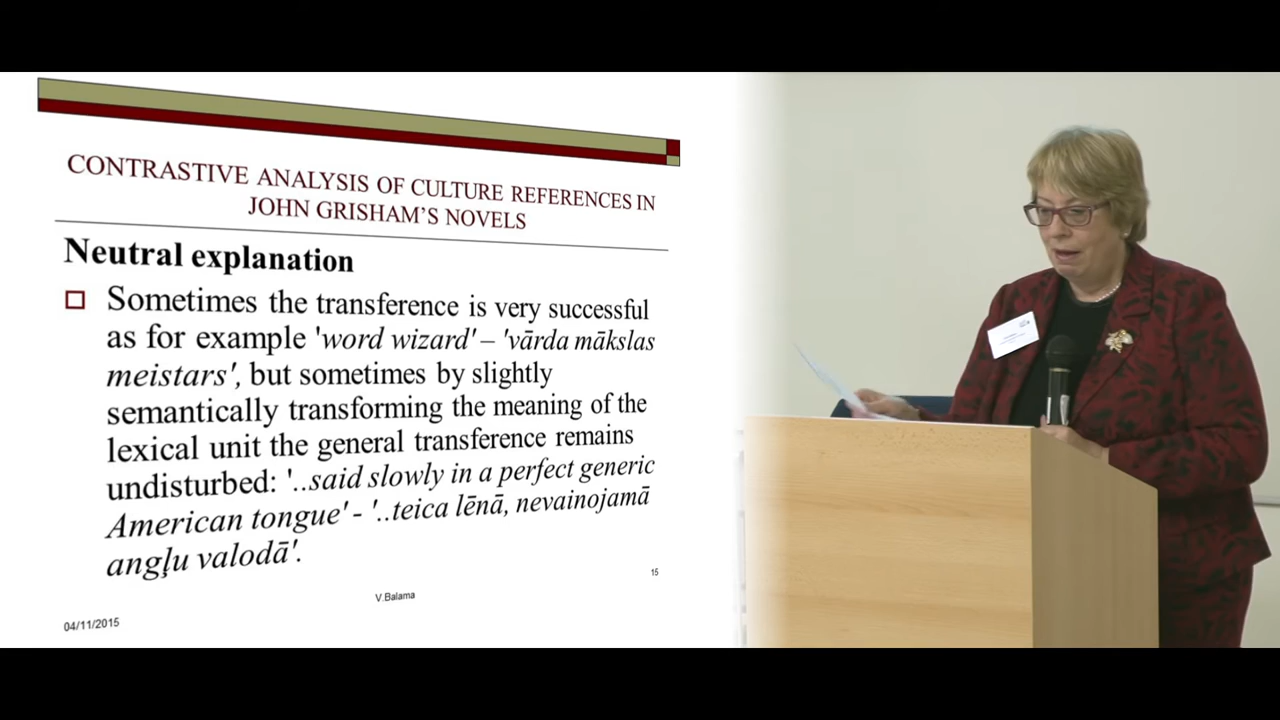 CONTRASTIVE ANALYSIS OF CULTURE REFERENCES IN
JOHN GRISHAM'S NOVELS
Neutral explanation
Sometimes the transference is very successful
as for example 'word wizard' – 'vārda mākslas
meistars', but sometimes by slightly
semantically transforming the meaning of the
lexical unit the general transference remains
undisturbed: '..said slowly in a perfect generic
American tongue' - '..teica lēnā, nevainojamā
angļu valodā'.
15
V.Balama
04/11/2015